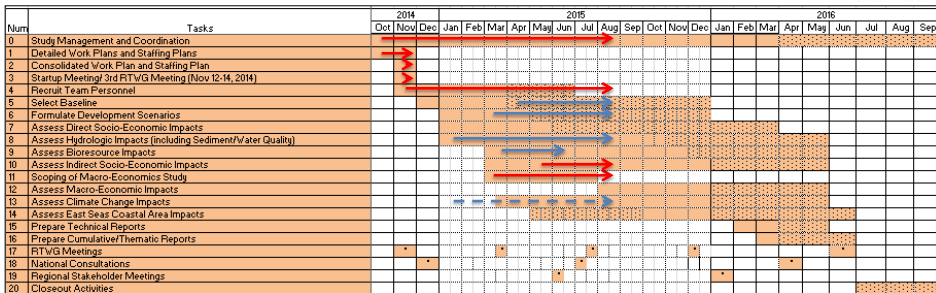 2014 2015 2016
Num Tasks Oct Nov Dec Jan Feb Mar Apr May Jun Jul Aug Sep Oct Nov Dec Jan Feb Mar Apr May Jun Jul Aug Sep
0 Study Management and Coordination
1 Detailed Work Plans and Staffing Plans
2 Consolidated Work Plan and Staffing Plan
3 Startup Meeting/ 3rd RTWG Meeting (Nov 12-14, 2014)
4 Recruit Team Personnel
5 Select Baseline
6 Formulate Development Scenarios
7 Assess Direct Socio-Economic Impacts
8 Assess Hydrologic Impacts (including Sediment/Water Quality)
9 Assess Bioresource Impacts
10 Assess Indirect Socio-Economic Impacts
11 Scoping of Macro-Economics Study
12 Assess Macro-Economic Impacts
13 Assess Climate Change Impacts
14 Assess East Seas Coastal Area Impacts
15 Prepare Technical Reports
16 Prepare Cumulative/Thematic Reports
17 RTWG Meetings
18 National Consultations
19 Regional Stakeholder Meetings
20 Closeout Activities